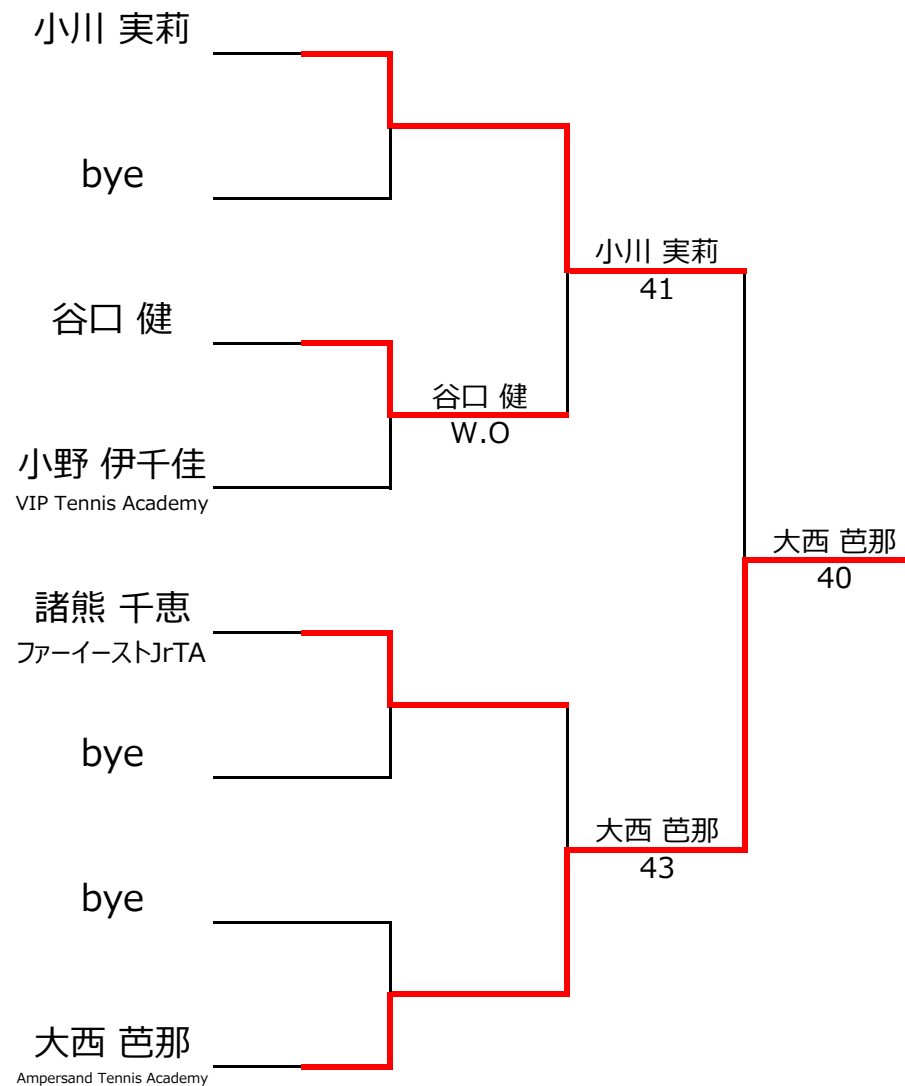 小川 実莉
bye
谷口 健
小野 伊千佳
VIP Tennis Academy
諸熊 千恵
ファーイーストJrTA
bye
bye
大西 芭那
Ampersand Tennis Academy
谷口 健
W.O
小川 実莉
41
大西 芭那
43
大西 芭那
40